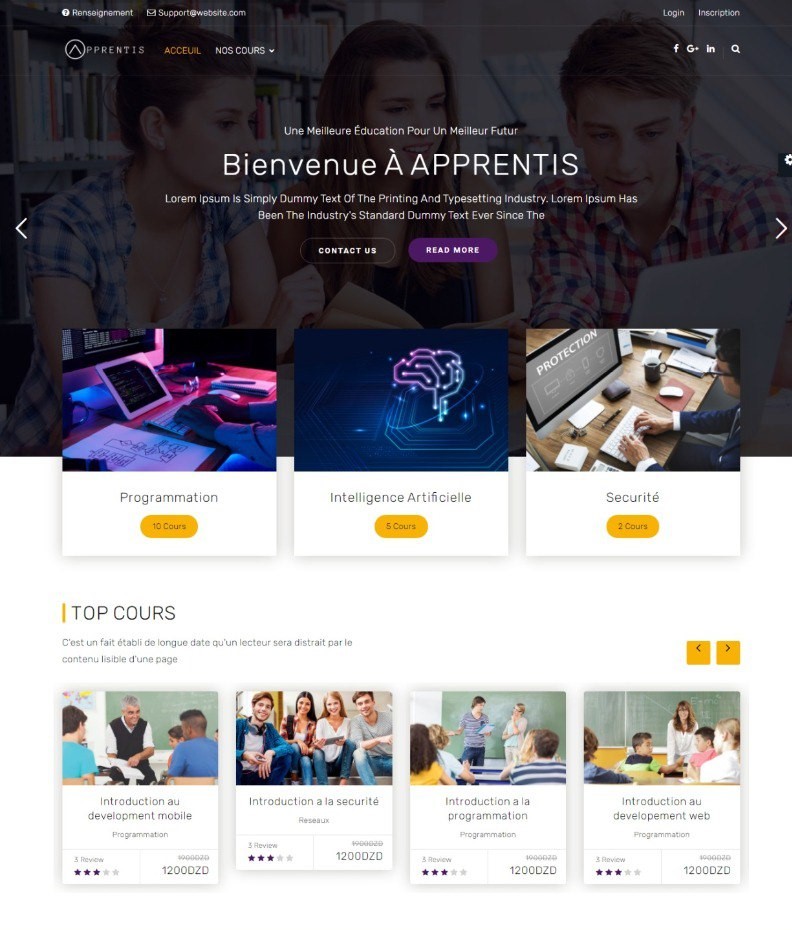 Renseignement Support@website.com Login Inscription
APPRENTIS ACCEUIL NOS COURS
Une Meilleure Éducation Pour Un Meilleur Futur
Bienvenue À APPRENTIS
Lorem Ipsum Is Simply Dummy Text Of The Printing And Typesetting Industry. Lorem Ipsum Has
Been The Industry's Standard Dummy Text Ever Since The
CONTACT US READ MORE
PROTECTION
Programmation Intelligence Artificielle Securité
10 Cours 5 Cours 2 Cours
TOP COURS
C'est un fait établi de longue date qu'un lecteur sera distrait par le
contenu lisible d'une page
Introduction au
development mobile
Programmation
3 Review 1900DZD
1200DZD
Introduction a la securité
Reseaux
3 Review 1900DZD
1200DZD
Introduction a la
programmation
Programmation
3 Review 1900DZD
1200DZD
Introduction au
developement web
Programmation
3 Review 1900DZD
1200DZD